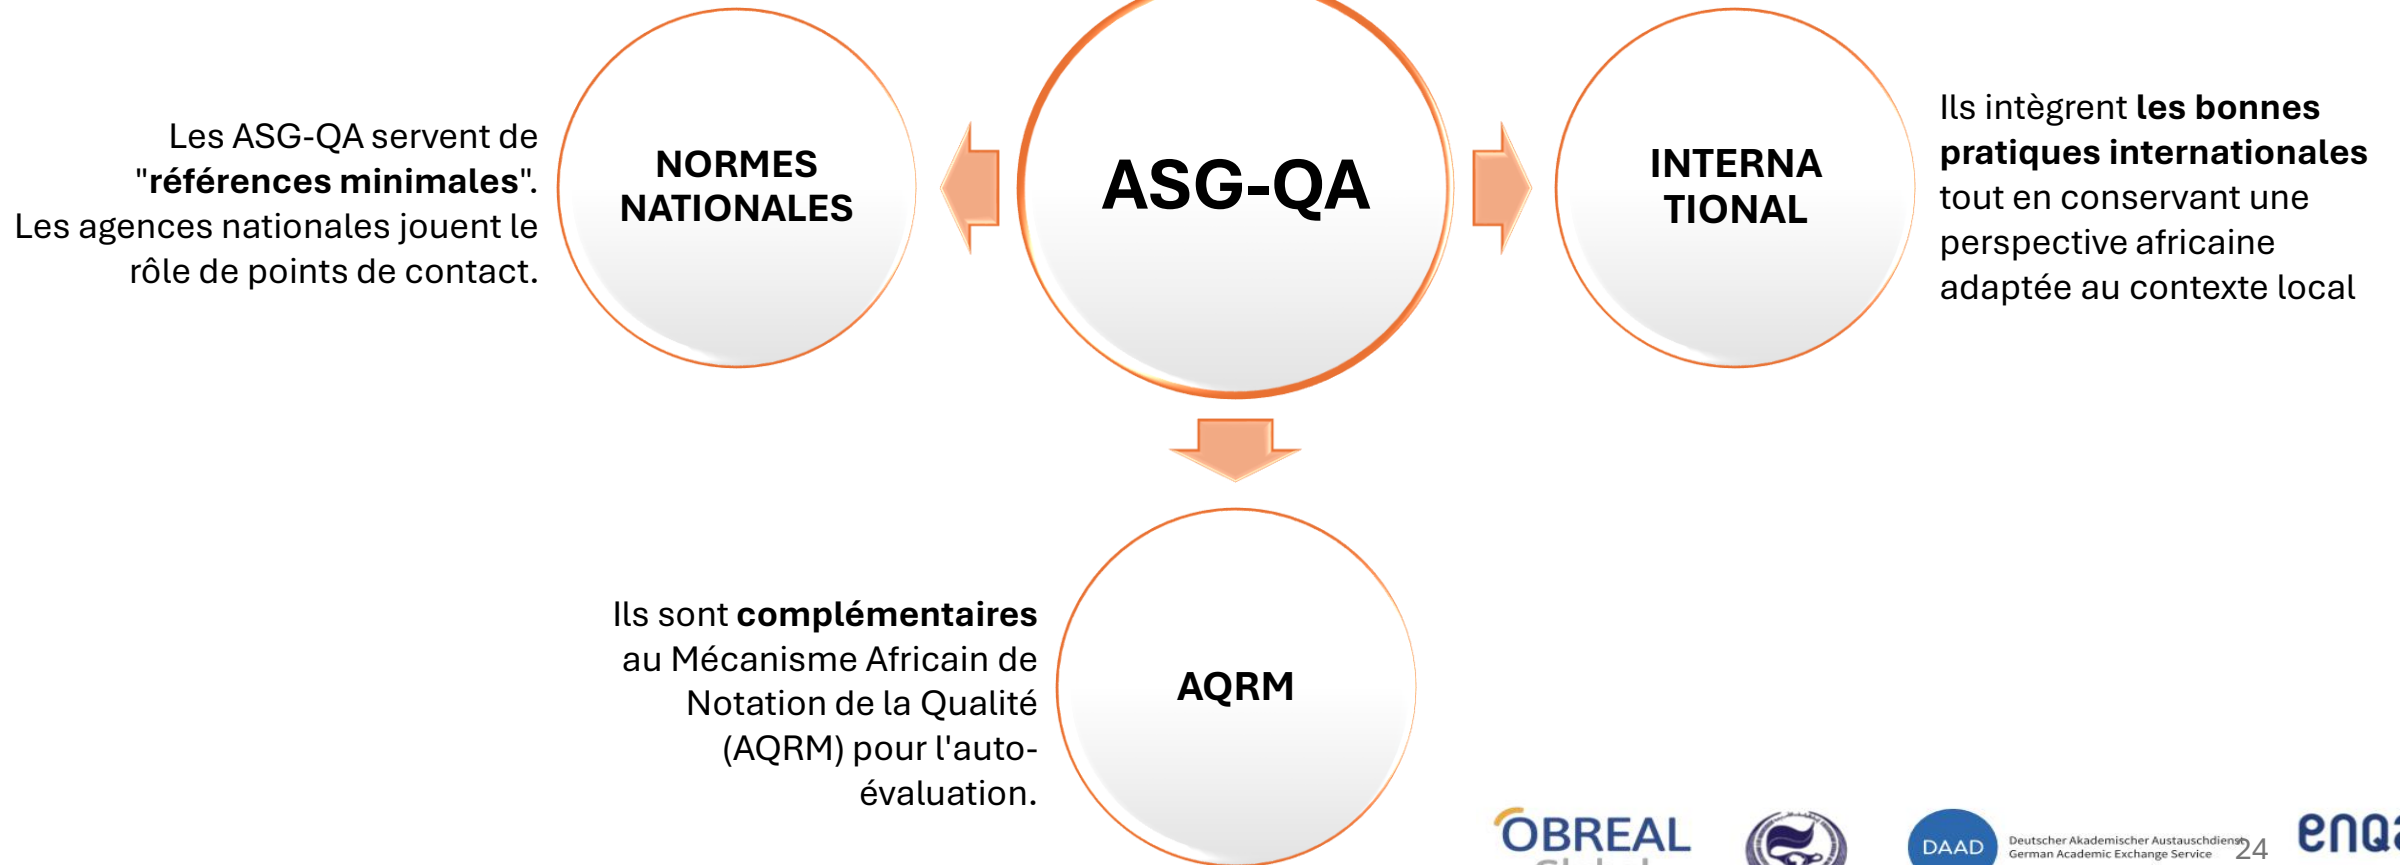 Les ASG-QA servent de
"références minimales".
Les agences nationales jouent le
rôle de points de contact.
NORMES
NATIONALES
ASG-QA
INTERNA
TIONAL
Ils intègrent les bonnes
pratiques internationales
tout en conservant une
perspective africaine
adaptée au contexte local
Ils sont complémentaires
au Mécanisme Africain de
Notation de la Qualité
(AQRM) pour l'auto-
évaluation.
AQRM
OBREAL
DAAD
Deutscher Akademischer Austauschdienst
German Academic Exchange Service
24